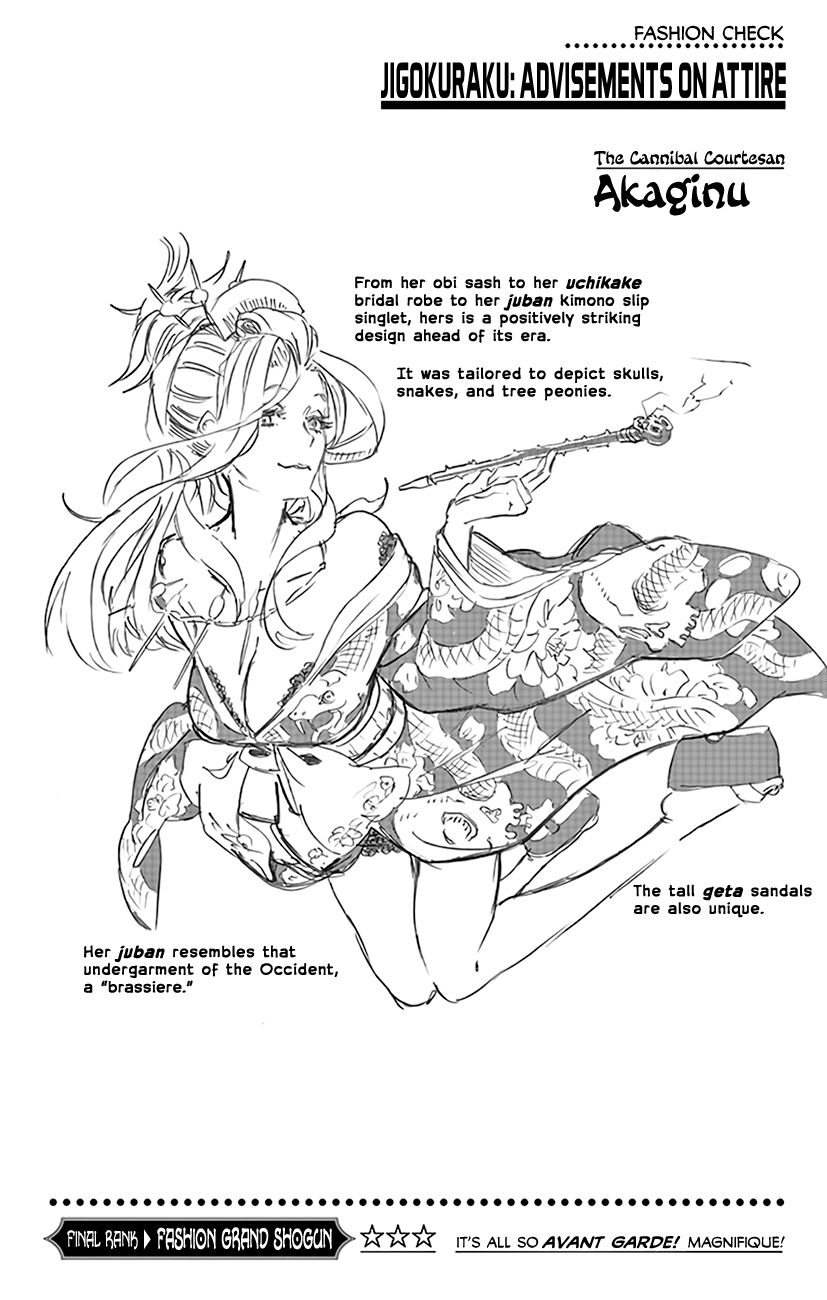 FASHION CHECK
JIGOKURAKU: ADVISEMENTS ON ATTIRE
The Cannibal Courtesan
Akaginu
From her obi sash to her uchikake
bridal robe to her juban kimono slip
singlet, hers is a positively striking
design ahead of its era.
It was tailored to depict skulls,
snakes, and tree peonies.
The tall geta sandals
are also unique.
Her juban resembles that
undergarment of the Occident,
a "brassiere."
FINAL RANK ▶ FASHION GRAND SHOGUN ☆☆☆ IT'S ALL SO AVANT GARDE! MAGNIFIQUE!